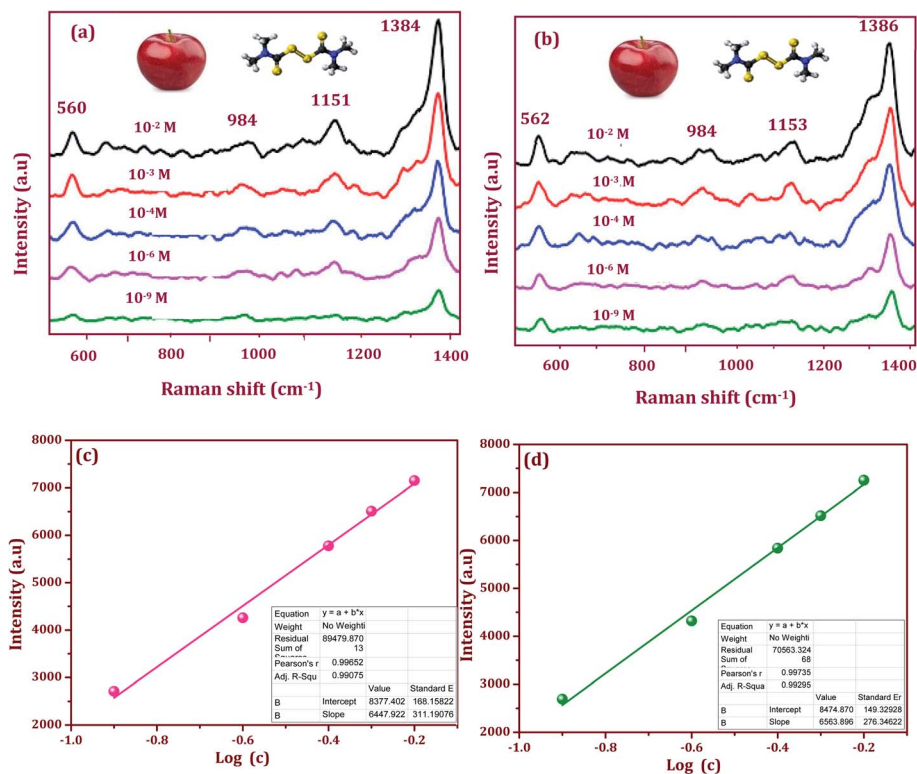 (a)
1384
560
984
1151
10-2 M
10-3 M
10-4M
10-6 M
10-9 M
Intensity (a.u)
600 800 1000 1200 1400
Raman shift (cm-1)
(b)
1386
562
984
1153
10-2 M
10-3 M
10-4 M
10-6 M
10-9 M
Intensity (a.u)
600 800 1000 1200 1400
Raman shift (cm-1)
(c)
8000
7000
6000
5000
4000
3000
2000
Intensity (a.u)
-1.0 -0.8 -0.6 -0.4 -0.2
Log (c)
Equation y = a + b*x
Weight No Weighti
Residual 89479.870
Sum of 13
Pearson's r 0.99652
Adj. R-Squ 0.99075
Value Standard E
B Intercept 8377.402 168.15822
B Slope 6447.922 311.19076
(d)
8000
7000
6000
5000
4000
3000
2000
Intensity (a.u)
-1.0 -0.8 -0.6 -0.4 -0.2
Log (c)
Equation y = a + b*x
Weight No Weighti
Residual 70563.324
Sum of 68
Pearson's r 0.99735
Adj. R-Squa 0.99295
Value Standard Er
B Intercept 8474.870 149.32928
B Slope 6563.896 276.34622